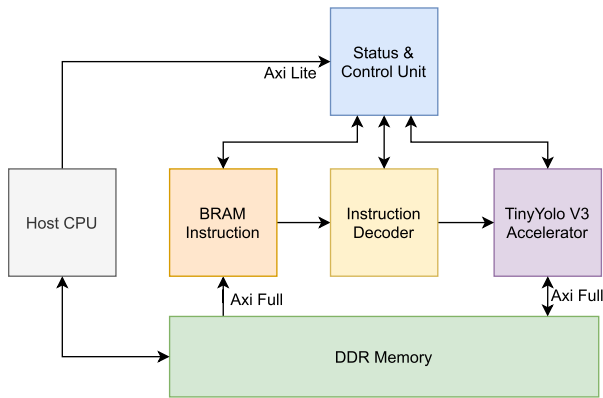 Status &
Control Unit
Axi Lite
Host CPU
BRAM
Instruction
Instruction
Decoder
TinyYolo V3
Accelerator
Axi Full
Axi Full
DDR Memory